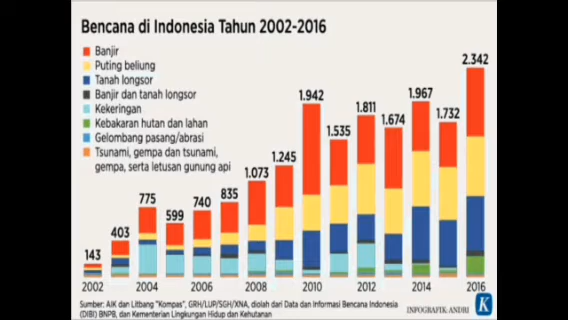 Bencana di Indonesia Tahun 2002-2016
Banjir
Puting beliung
Tanah longsor
Banjir dan tanah longsor
Kekeringan
Kebakaran hutan dan lahan
Gelombang pasang/abrasi
Tsunami, gempa dan tsunami,
gempa, serta letusan gunung api
143
403
775
599
740
835
1.073
1.245
1.942
1.535
1.811
1.674
1.967
1.732
2.342
2002 2004 2006 2008 2010 2012 2014 2016
Sumber: AIK dan Litbang "Kompas", GRH/LUP/SGH/XNA, diolah dari Data dan Informasi Bencana Indonesia
(DIBI) BNPB, dan Kementerian Lingkungan Hidup dan Kehutanan
INFOGRAFIK: ANDRI
K